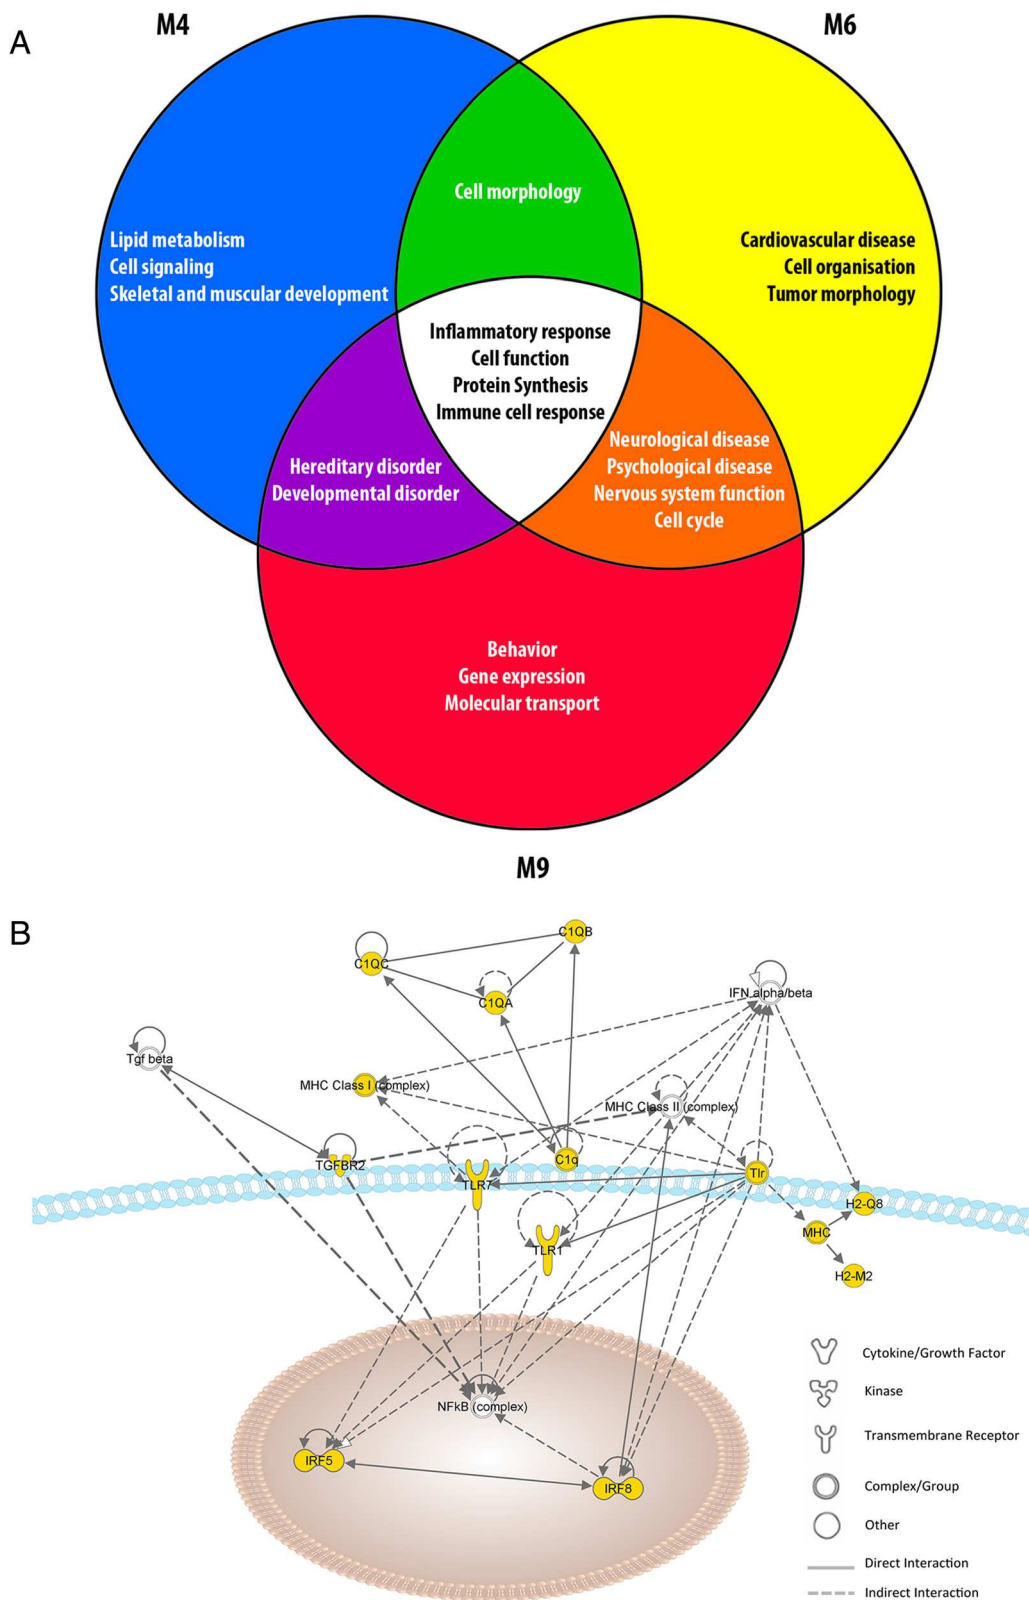 A
M4
M6
Cell morphology
Lipid metabolism
Cell signaling
Skeletal and muscular development
Cardiovascular disease
Cell organisation
Tumor morphology
Inflammatory response
Cell function
Protein Synthesis
Immune cell response
Hereditary disorder
Developmental disorder
Neurological disease
Psychological disease
Nervous system function
Cell cycle
Behavior
Gene expression
Molecular transport
M9
B
C1QB
C1QC
C1QA
IFN alpha/beta
Tgf beta
MHC Class I (complex)
MHC Class II (complex)
TGFBR2
C1q
TLR7
Tlr
H2-Q8
MHC
TLR1
H2-M2
NFkB (complex)
IRF5
IRF8
Cytokine/Growth Factor
Kinase
Transmembrane Receptor
Complex/Group
Other
Direct Interaction
Indirect Interaction